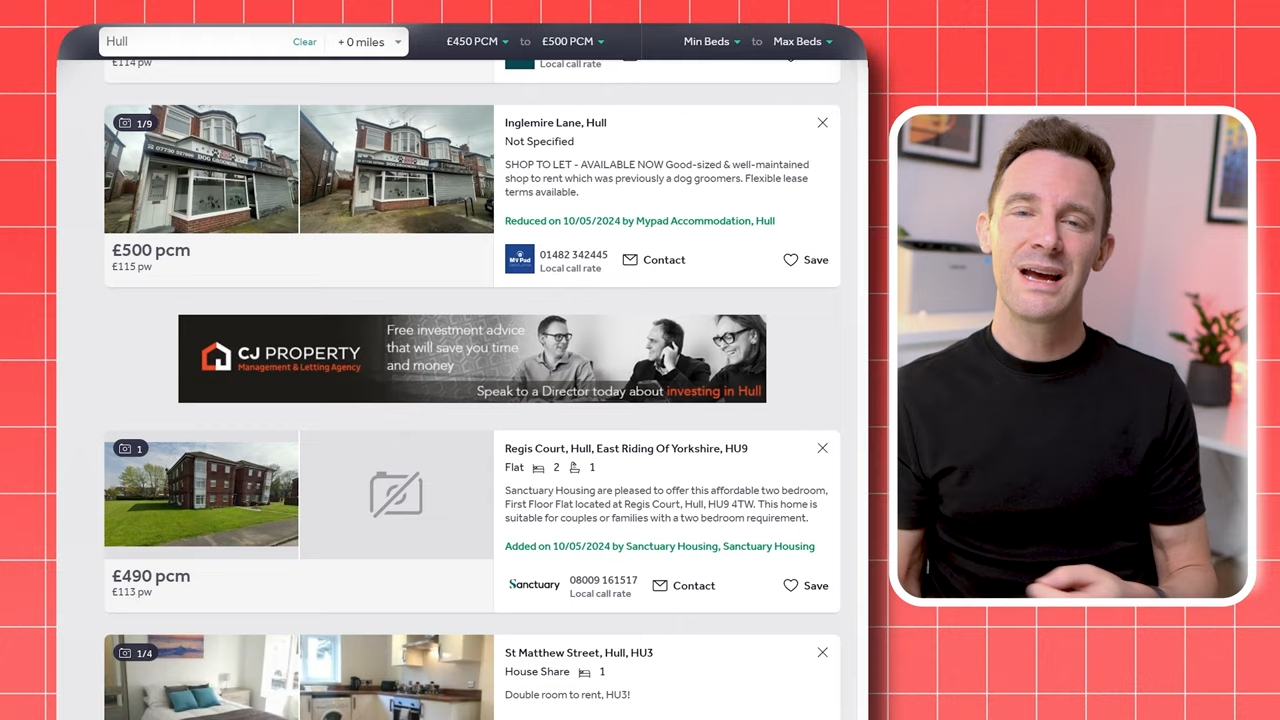 Hull
Clear
+ 0 miles
£450 PCM
to
£500 PCM
Min Beds
to
Max Beds
£114 pw
Local call rate
1/9
£500 pcm
£115 pw
Inglemire Lane, Hull
Not Specified
SHOP TO LET - AVAILABLE NOW Good-sized & well-maintained
shop to rent which was previously a dog groomers. Flexible lease
terms available.
Reduced on 10/05/2024 by Mypad Accommodation, Hull
My Pad
01482 342445
Local call rate
Contact
Save
CJ PROPERTY
Management & Letting Agency
Free investment advice
that will save you time
and money
Speak to a Director today about investing in Hull
1
£490 pcm
£113 pw
Regis Court, Hull, East Riding Of Yorkshire, HU9
Flat 2 1
Sanctuary Housing are pleased to offer this affordable two bedroom,
First Floor Flat located at Regis Court, Hull, HU9 4TW. This home is
suitable for couples or families with a two bedroom requirement.
Added on 10/05/2024 by Sanctuary Housing, Sanctuary Housing
Sanctuary
08009 161517
Local call rate
Contact
Save
1/4
St Matthew Street, Hull, HU3
House Share 1
Double room to rent, HU3!